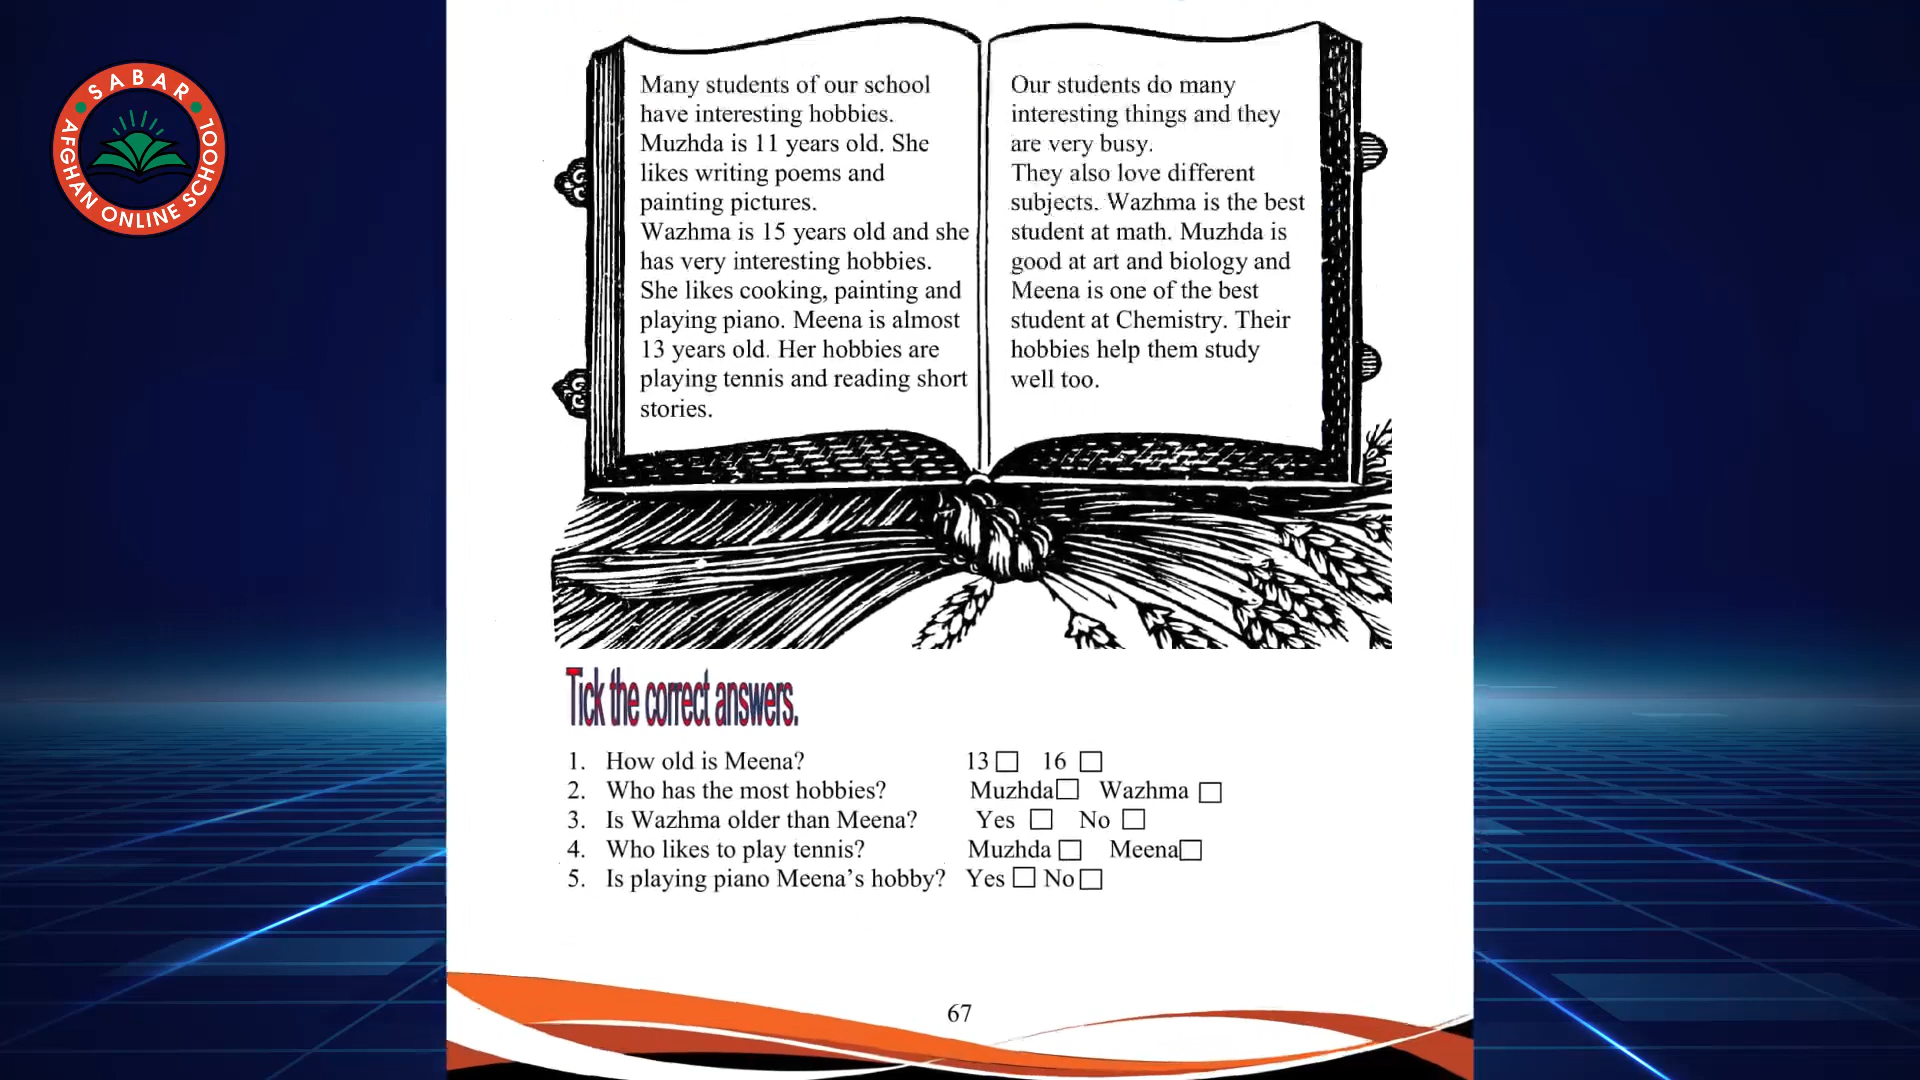 SABAR
AFGHAN ONLINE SCHOOL
Many students of our school
have interesting hobbies.
Muzhda is 11 years old. She
likes writing poems and
painting pictures.
Wazhma is 15 years old and she
has very interesting hobbies.
She likes cooking, painting and
playing piano. Meena is almost
13 years old. Her hobbies are
playing tennis and reading short
stories.
Our students do many
interesting things and they
are very busy.
They also love different
subjects. Wazhma is the best
student at math. Muzhda is
good at art and biology and
Meena is one of the best
student at Chemistry. Their
hobbies help them study
well too.
Tick the correct answers.
1. How old is Meena? 13 ☐ 16 ☐
2. Who has the most hobbies? Muzhda ☐ Wazhma ☐
3. Is Wazhma older than Meena? Yes ☐ No ☐
4. Who likes to play tennis? Muzhda ☐ Meena ☐
5. Is playing piano Meena’s hobby? Yes ☐ No ☐
67